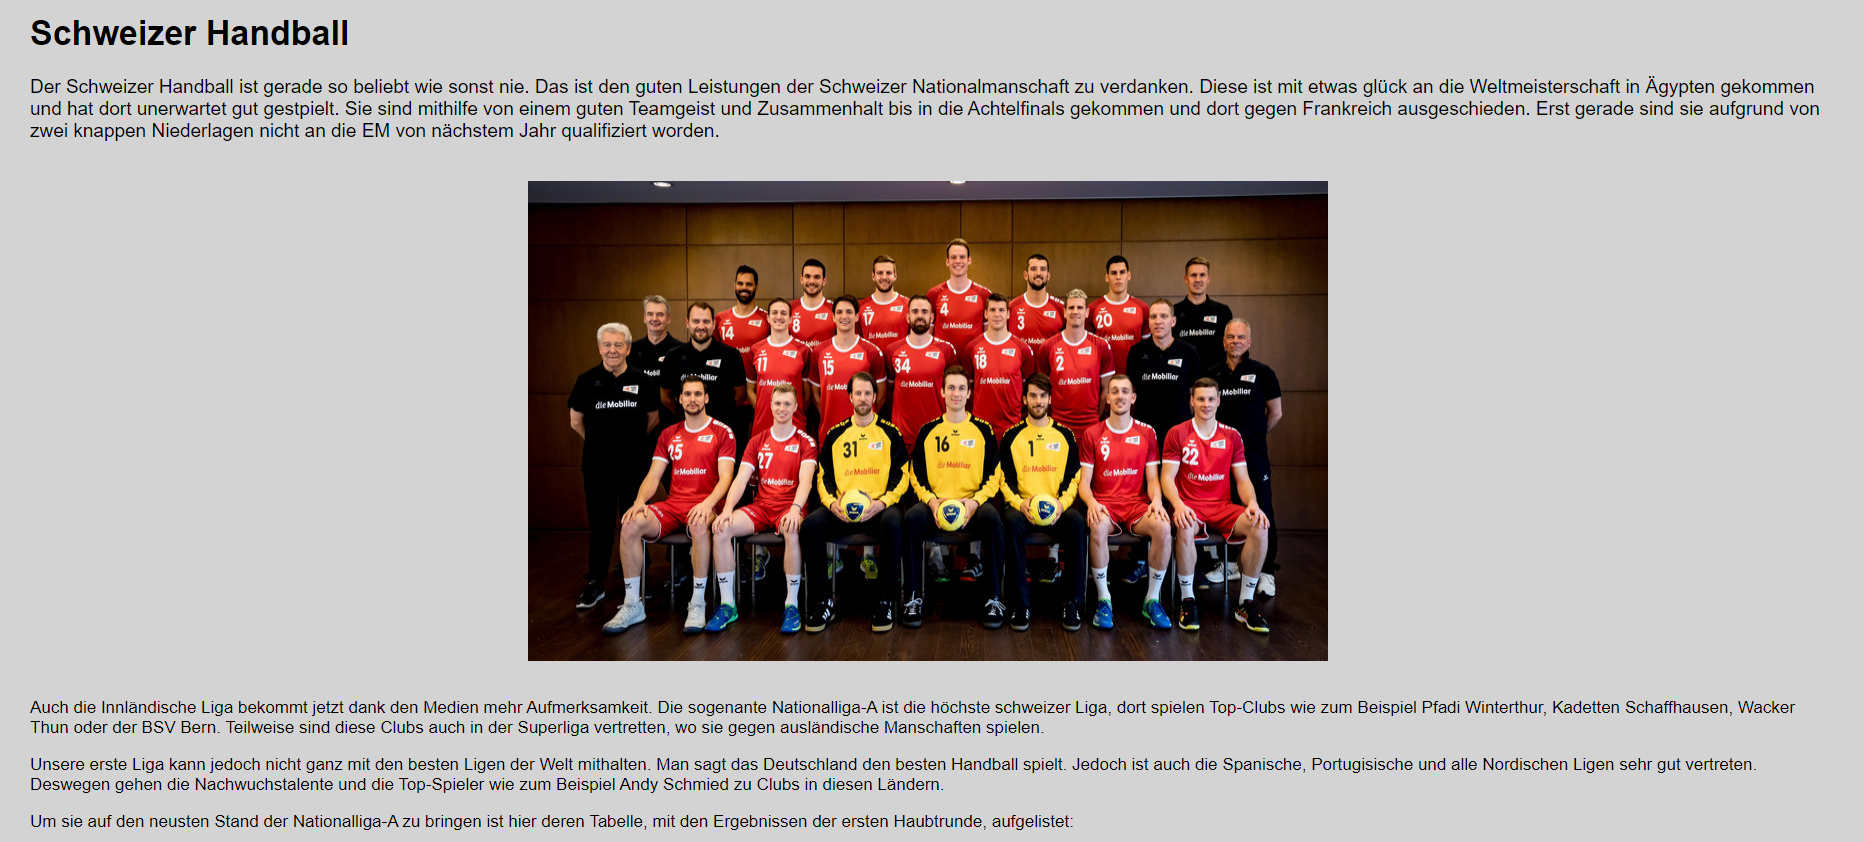 Schweizer Handball
Der Schweizer Handball ist gerade so beliebt wie sonst nie. Das ist den guten Leistungen der Schweizer Nationalmanschaft zu verdanken. Diese ist mit etwas glück an die Weltmeisterschaft in Ägypten gekommen
und hat dort unerwartet gut gestpielt. Sie sind mithilfe von einem guten Teamgeist und Zusammenhalt bis in die Achtelfinals gekommen und dort gegen Frankreich ausgeschieden. Erst gerade sind sie aufgrund von
zwei knappen Niederlagen nicht an die EM von nächstem Jahr qualifiziert worden.
4
14 8 17 3 20
die Mobiliar
11 15 34 18 2
die Mobiliar
25 27 31 16 1 9 22
die Mobiliar
Auch die Innländische Liga bekommt jetzt dank den Medien mehr Aufmerksamkeit. Die sogenante Nationalliga-A ist die höchste schweizer Liga, dort spielen Top-Clubs wie zum Beispiel Pfadi Winterthur, Kadetten Schaffhausen, Wacker
Thun oder der BSV Bern. Teilweise sind diese Clubs auch in der Superliga vertretten, wo sie gegen ausländische Manschaften spielen.
Unsere erste Liga kann jedoch nicht ganz mit den besten Ligen der Welt mithalten. Man sagt das Deutschland den besten Handball spielt. Jedoch ist auch die Spanische, Portugisische und alle Nordischen Ligen sehr gut vertreten.
Deswegen gehen die Nachwuchstalente und die Top-Spieler wie zum Beispiel Andy Schmied zu Clubs in diesen Ländern.
Um sie auf den neusten Stand der Nationalliga-A zu bringen ist hier deren Tabelle, mit den Ergebnissen der ersten Haubtrunde, aufgelistet: